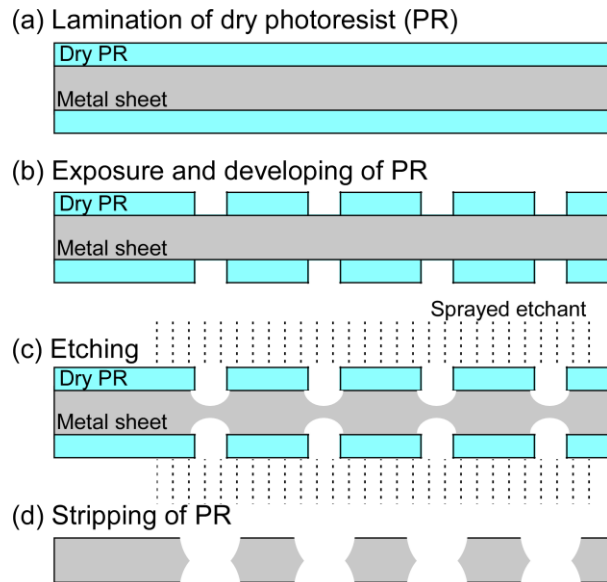 (a) Lamination of dry photoresist (PR)
Dry PR
Metal sheet
(b) Exposure and developing of PR
Dry PR
Metal sheet
Sprayed etchant
(c) Etching
Dry PR
Metal sheet
(d) Stripping of PR